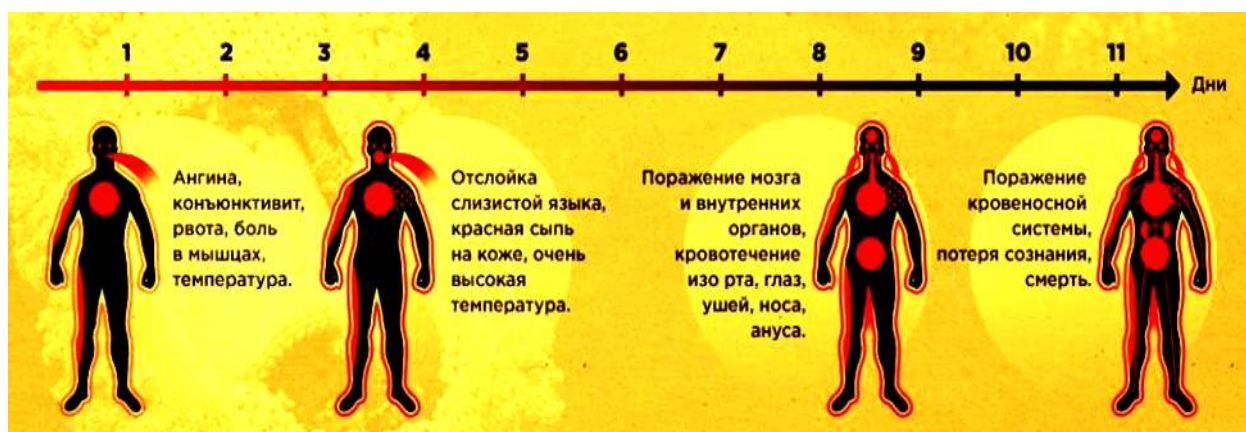 1 2 3 4 5 6 7 8 9 10 11
Дни
Ангина,
конъюнктивит,
рвота, боль
в мышцах,
температура.
Отслойка
слизистой языка,
красная сыпь
на коже, очень
высокая
температура.
Поражение мозга
и внутренних
органов,
кровотечение
изо рта, глаз,
ушей, носа,
ануса.
Поражение
кровеносной
системы,
потеря сознания,
смерть.